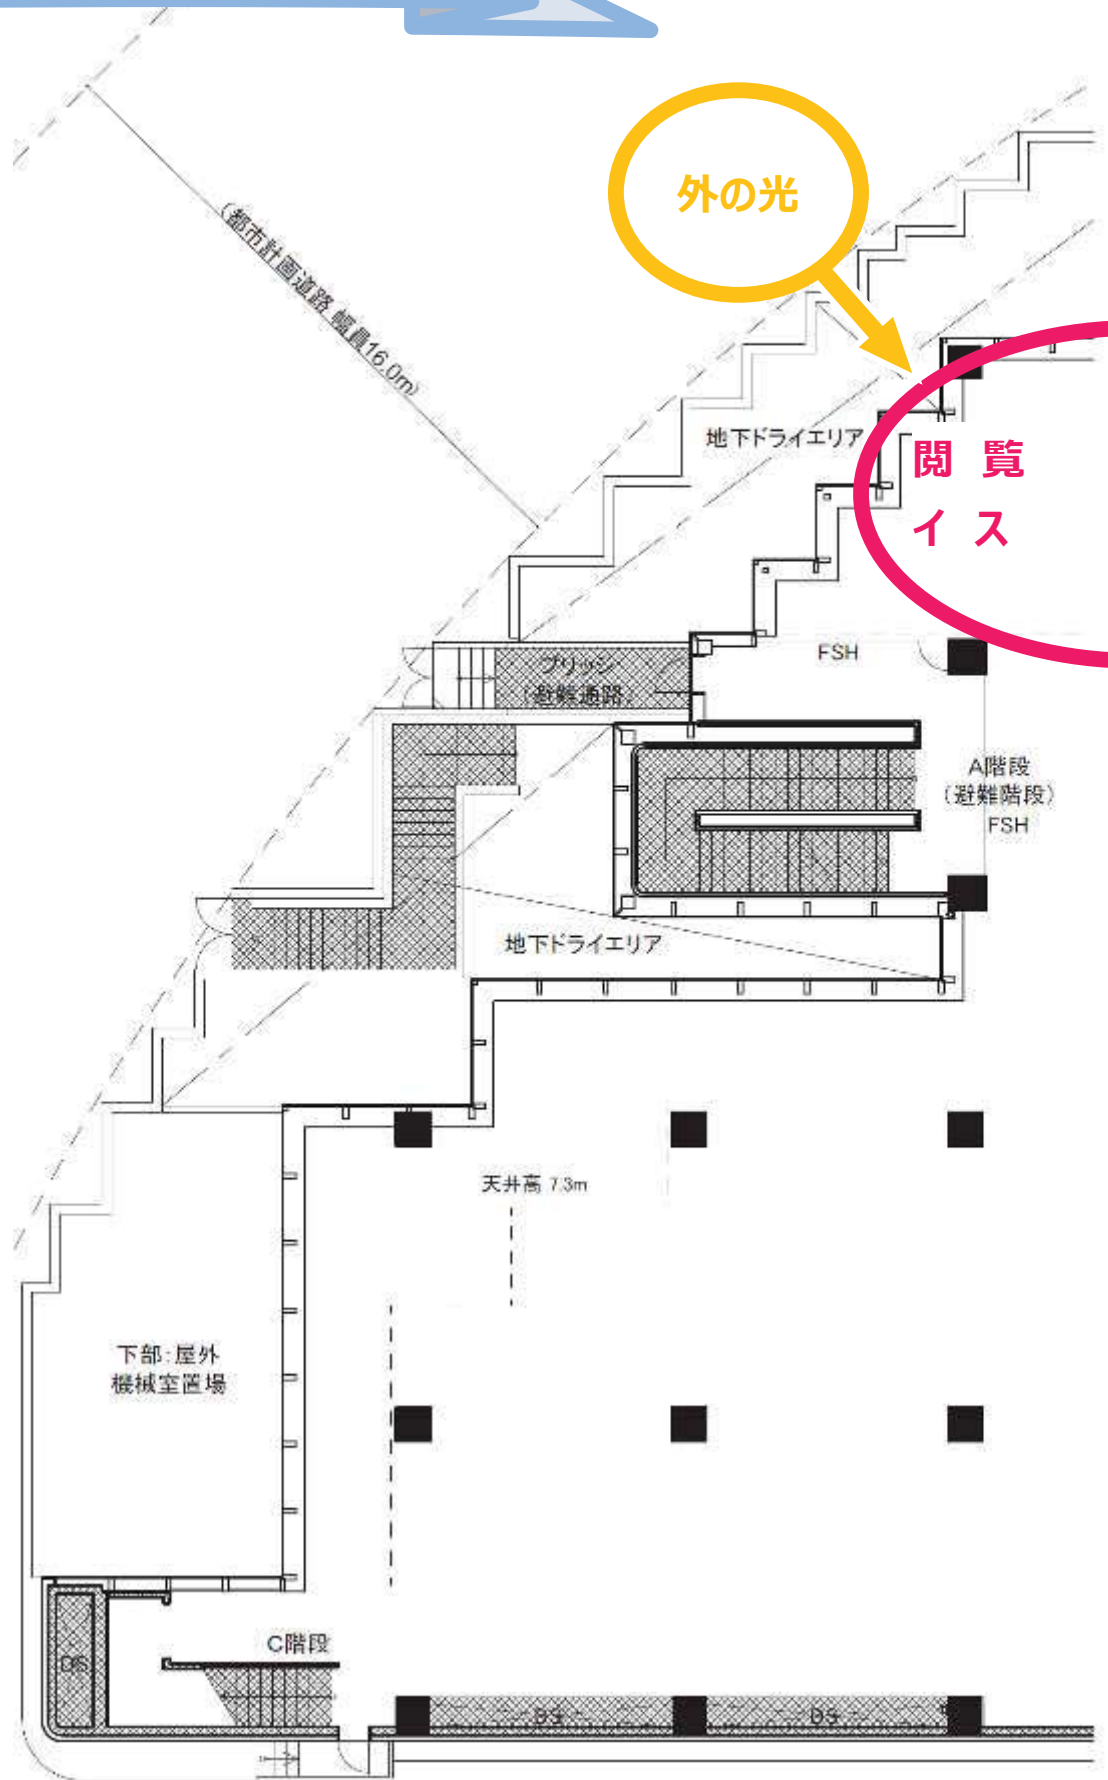 外の光
(都市計画道路 幅員16.0m)
地下ドライエリア
閲 覧
イ ス
FSH
ブリッジ
(避難通路)
A階段
(避難階段)
FSH
地下ドライエリア
天井高 7.3m
下部:屋外
機械室置場
C階段
DS
DS
DS